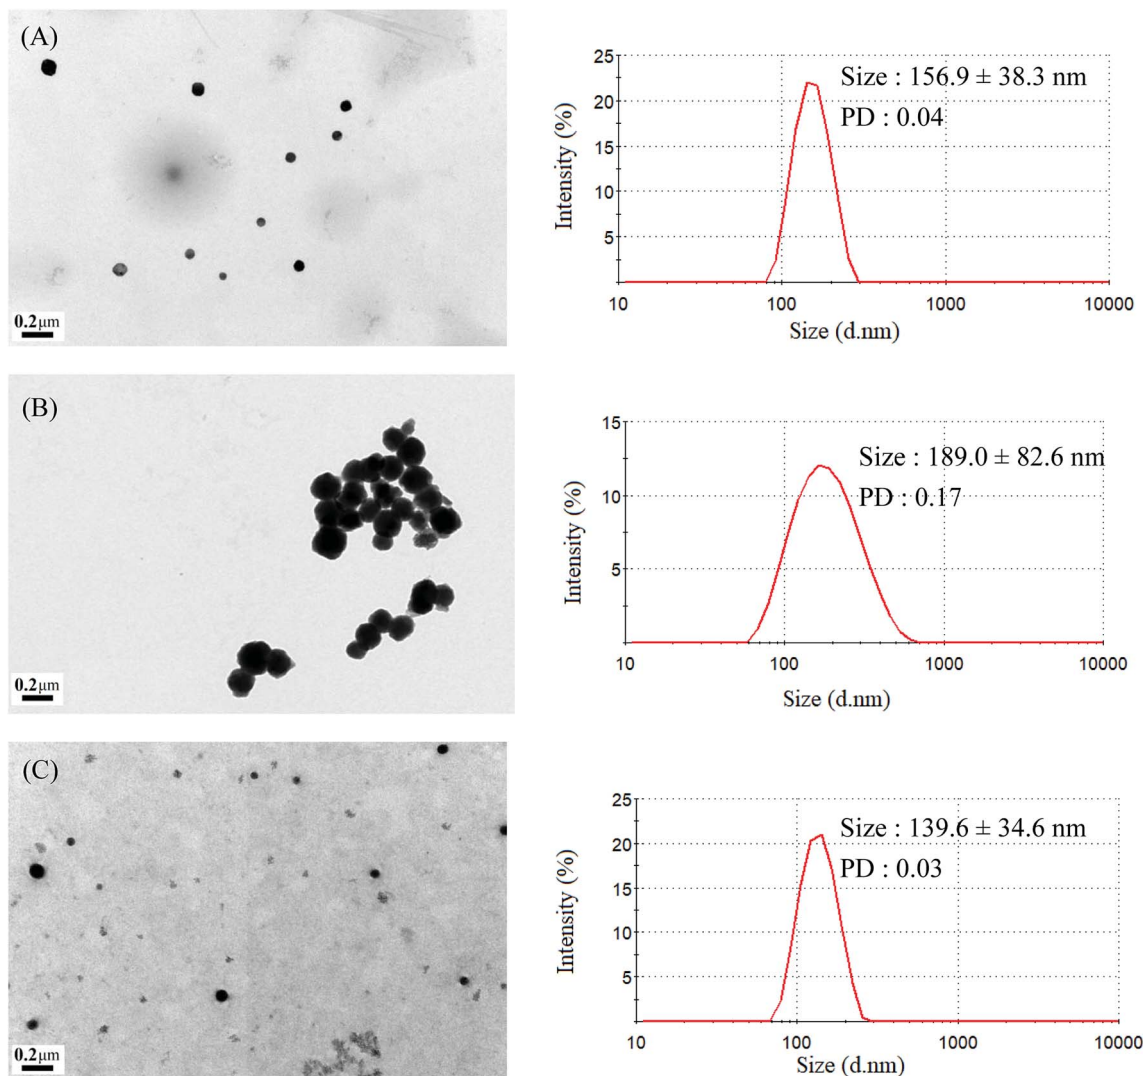 (A)
0.2μm
25
20
15
10
5
Intensity (%)
Size : 156.9 ± 38.3 nm
PD : 0.04
10
100
1000
10000
Size (d.nm)
(B)
0.2μm
15
10
5
Intensity (%)
Size : 189.0 ± 82.6 nm
PD : 0.17
10
100
1000
10000
Size (d.nm)
(C)
0.2μm
25
20
15
10
5
Intensity (%)
Size : 139.6 ± 34.6 nm
PD : 0.03
10
100
1000
10000
Size (d.nm)